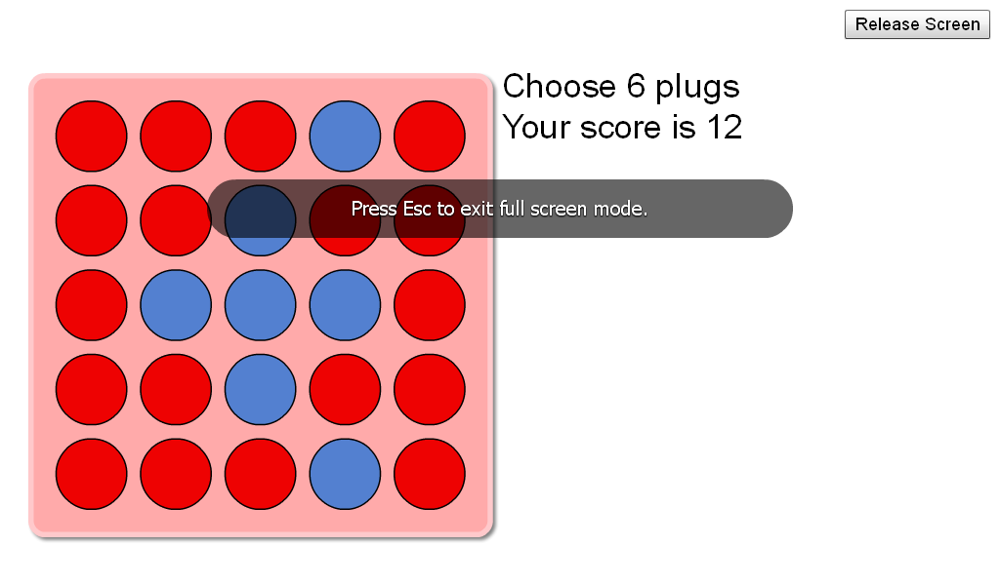 Release Screen
Choose 6 plugs
Your score is 12
Press Esc to exit full screen mode.